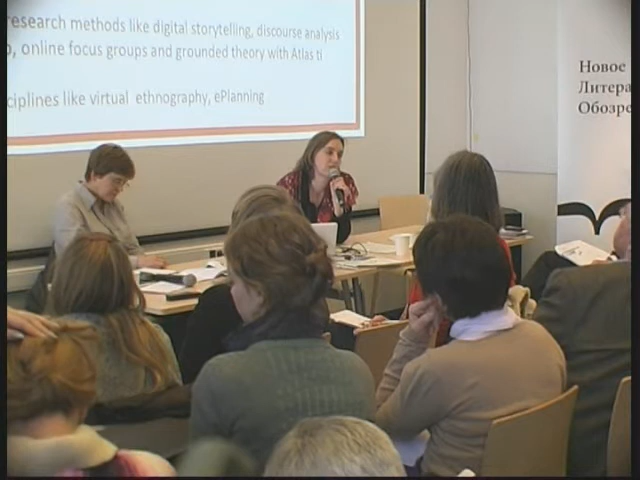 research methods like digital storytelling, discourse analysis
online focus groups and grounded theory with Atlas ti
like virtual ethnography, ePlanning
Новое
Литера
Обозре